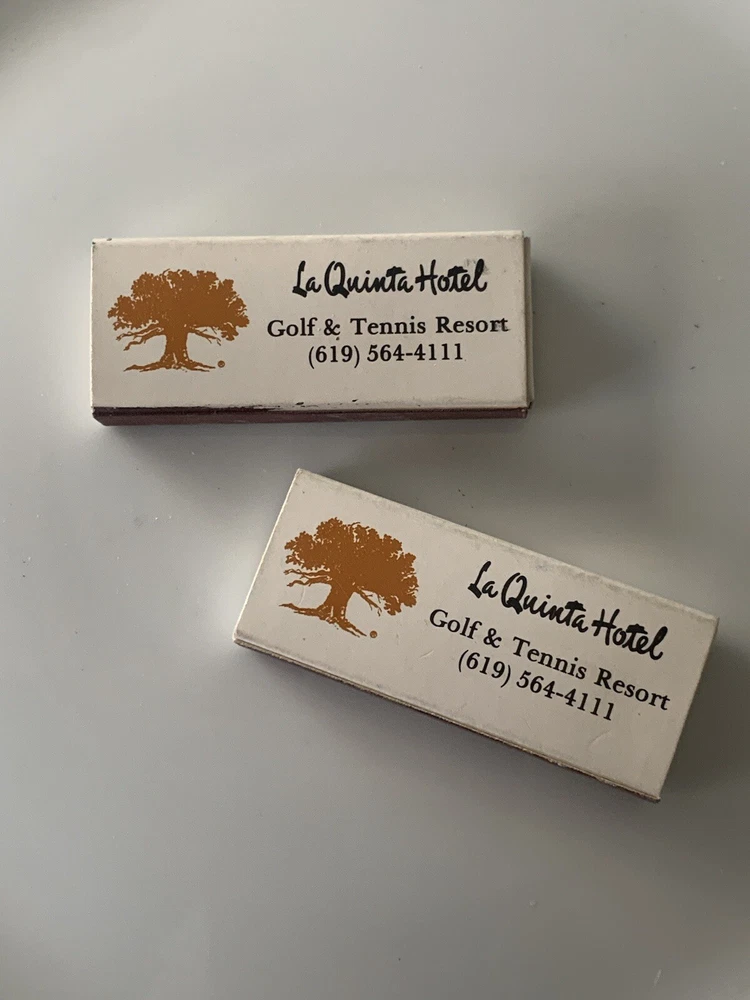 La Quinta Hotel
Golf & Tennis Resort
(619) 564-4111
®
La Quinta Hotel
Golf & Tennis Resort
(619) 564-4111
®